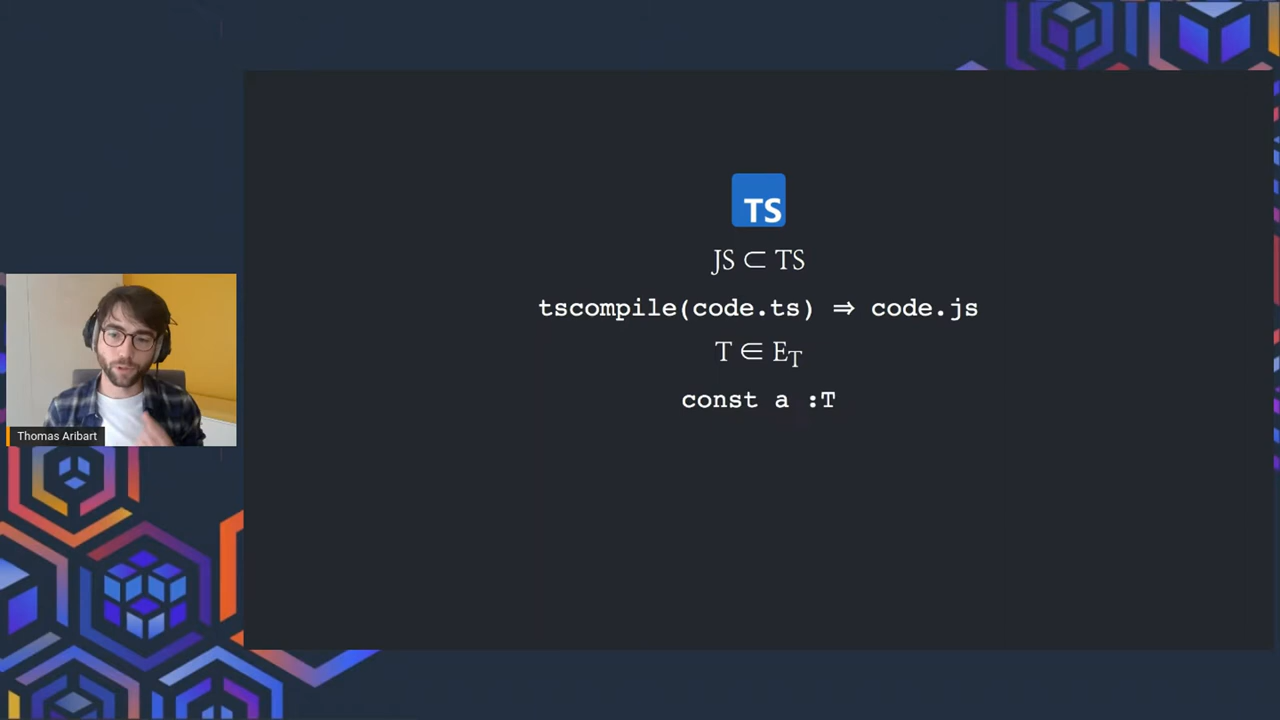 TS
JS ⊂ TS
tscompile(code.ts) ⇒ code.js
T ∈ E_T
const a :T
Thomas Aribart